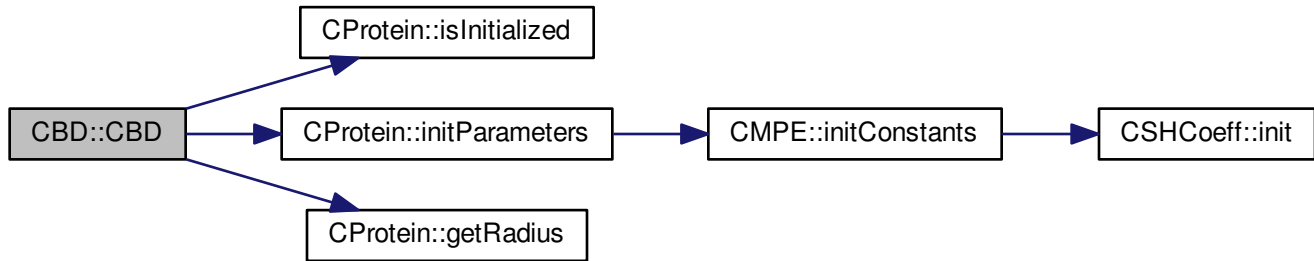 CProtein::isInitialized
CBD::CBD
CProtein::initParameters
CMPE::initConstants
CSHCoeff::init
CProtein::getRadius